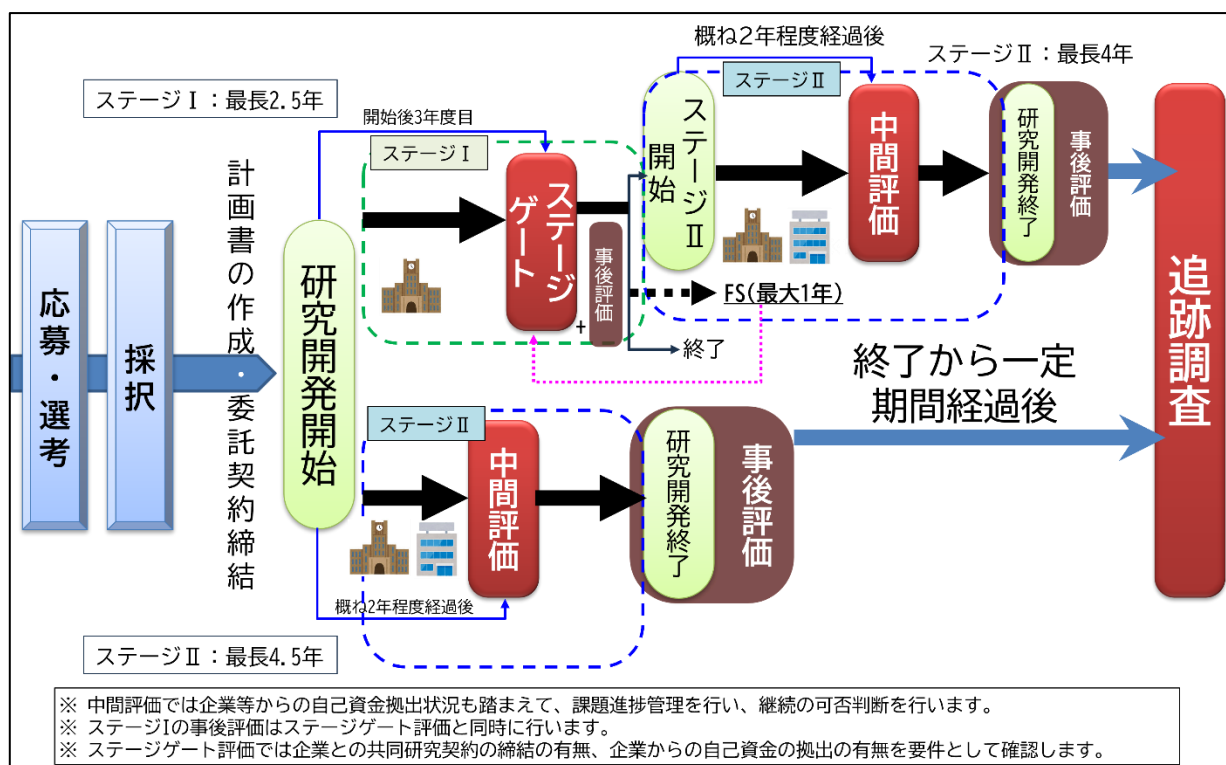 応募・選考
採択
計画書の作成・委託契約締結
研究開発開始
ステージⅠ:最長2.5年
開始後3年度目
ステージⅠ
ステージ
ゲート
+
事後評価
概ね2年程度経過後
ステージⅡ
ステージⅡ:最長4年
ステージⅡ
開始
中間評価
研究開発終了
事後評価
FS(最大1年)
終了
終了から一定
期間経過後
追跡調査
ステージⅡ
中間評価
研究開発終了
事後評価
概ね2年程度経過後
ステージⅡ:最長4.5年
※ 中間評価では企業等からの自己資金拠出状況も踏まえて、課題進捗管理を行い、継続の可否判断を行います。
※ ステージⅠの事後評価はステージゲート評価と同時に行います。
※ ステージゲート評価では企業との共同研究契約の締結の有無、企業からの自己資金の拠出の有無を要件として確認します。